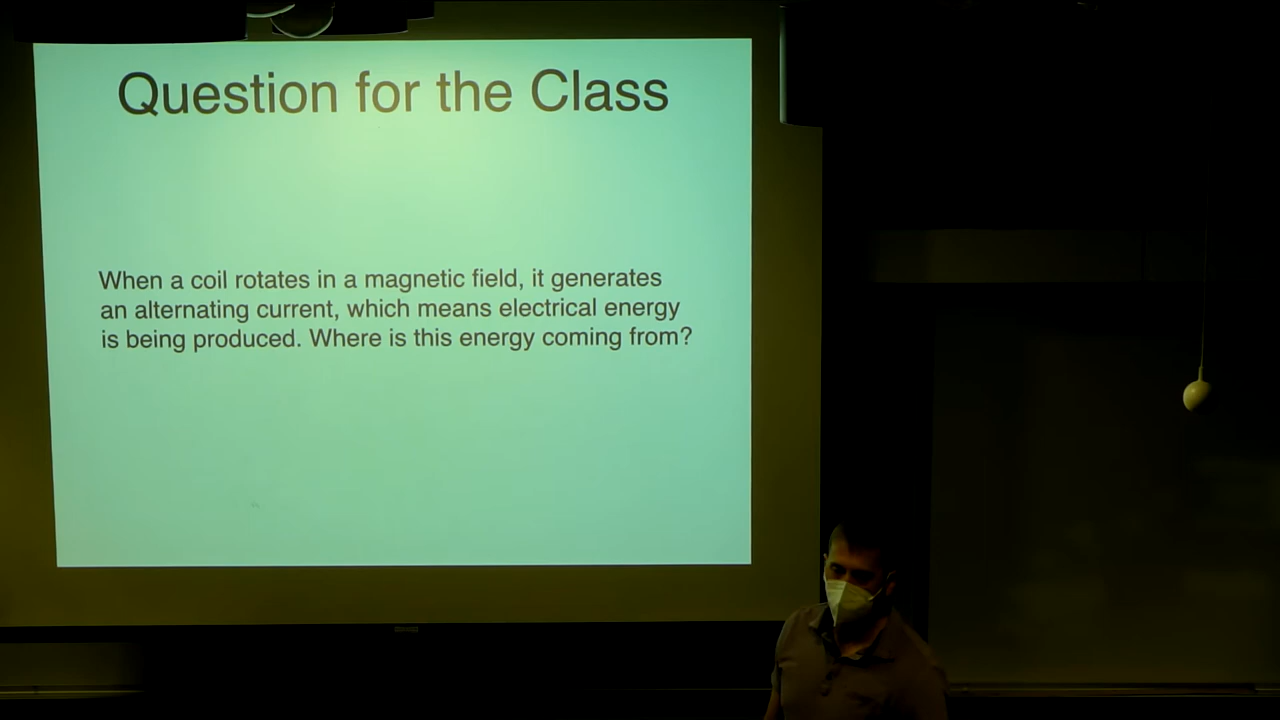 Question for the Class
When a coil rotates in a magnetic field, it generates
an alternating current, which means electrical energy
is being produced. Where is this energy coming from?